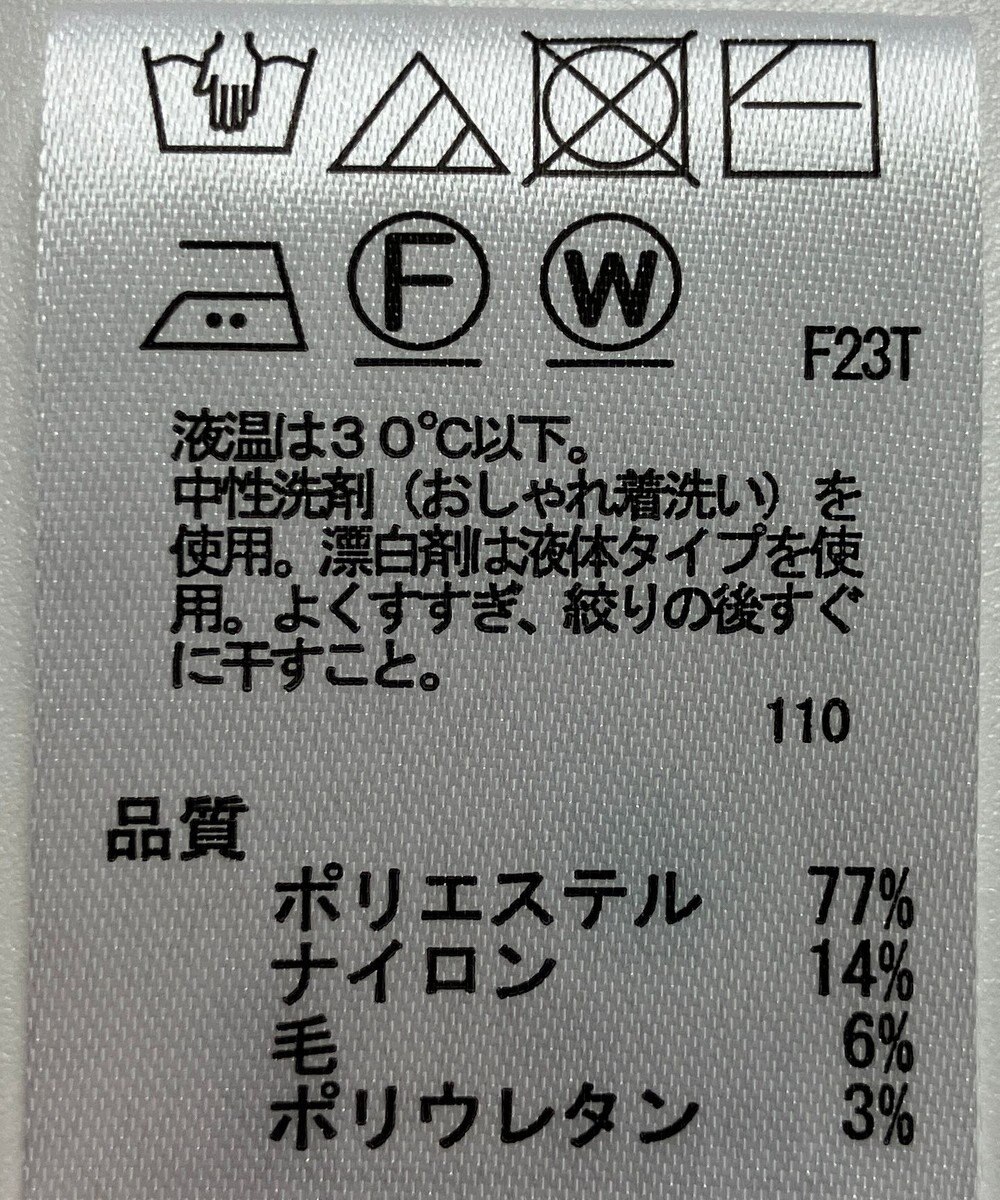 F W
F23T
液温は30℃以下。
中性洗剤（おしゃれ着洗い）を
使用。漂白剤は液体タイプを使
用。よくすすぎ、絞りの後すぐ
に干すこと。
110
品質
ポリエステル 77%
ナイロン 14%
毛 6%
ポリウレタン 3%